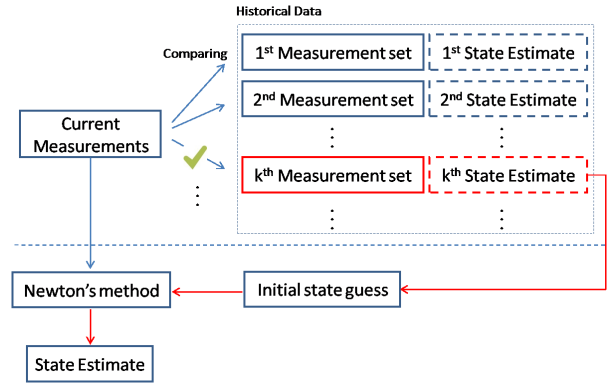 Historical Data
Comparing
1st Measurement set
1st State Estimate
2nd Measurement set
2nd State Estimate
Current
Measurements
kth Measurement set
kth State Estimate
Newton's method
Initial state guess
State Estimate